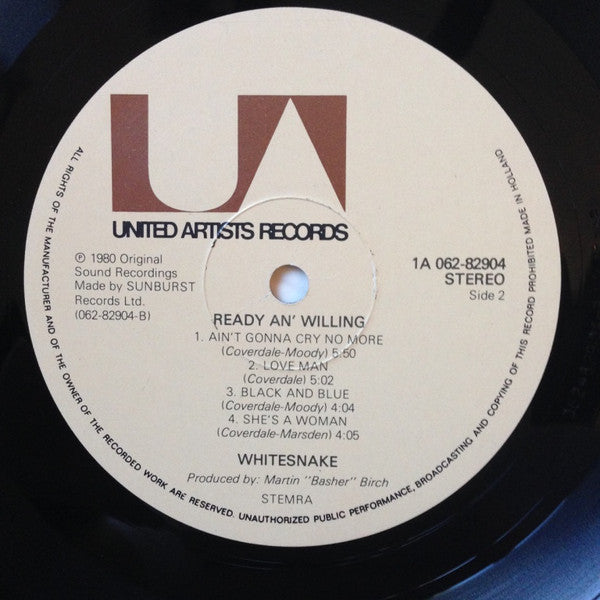 UA
UNITED ARTISTS RECORDS
℗ 1980 Original
Sound Recordings
Made by SUNBURST
Records Ltd.
(062-82904-B)
1A 062-82904
STEREO
Side 2
READY AN' WILLING
1. AIN'T GONNA CRY NO MORE
(Coverdale-Moody) 5:50
2. LOVE MAN
(Coverdale) 5:02
3. BLACK AND BLUE
(Coverdale-Moody) 4:04
4. SHE'S A WOMAN
(Coverdale-Marsden) 4:05
WHITESNAKE
Produced by: Martin "Basher" Birch
STEMRA
ALL RIGHTS OF THE MANUFACTURER AND OF THE OWNER OF THE RECORDED WORK ARE RESERVED. UNAUTHORIZED PUBLIC PERFORMANCE, BROADCASTING AND COPYING OF THIS RECORD PROHIBITED MADE IN HOLLAND